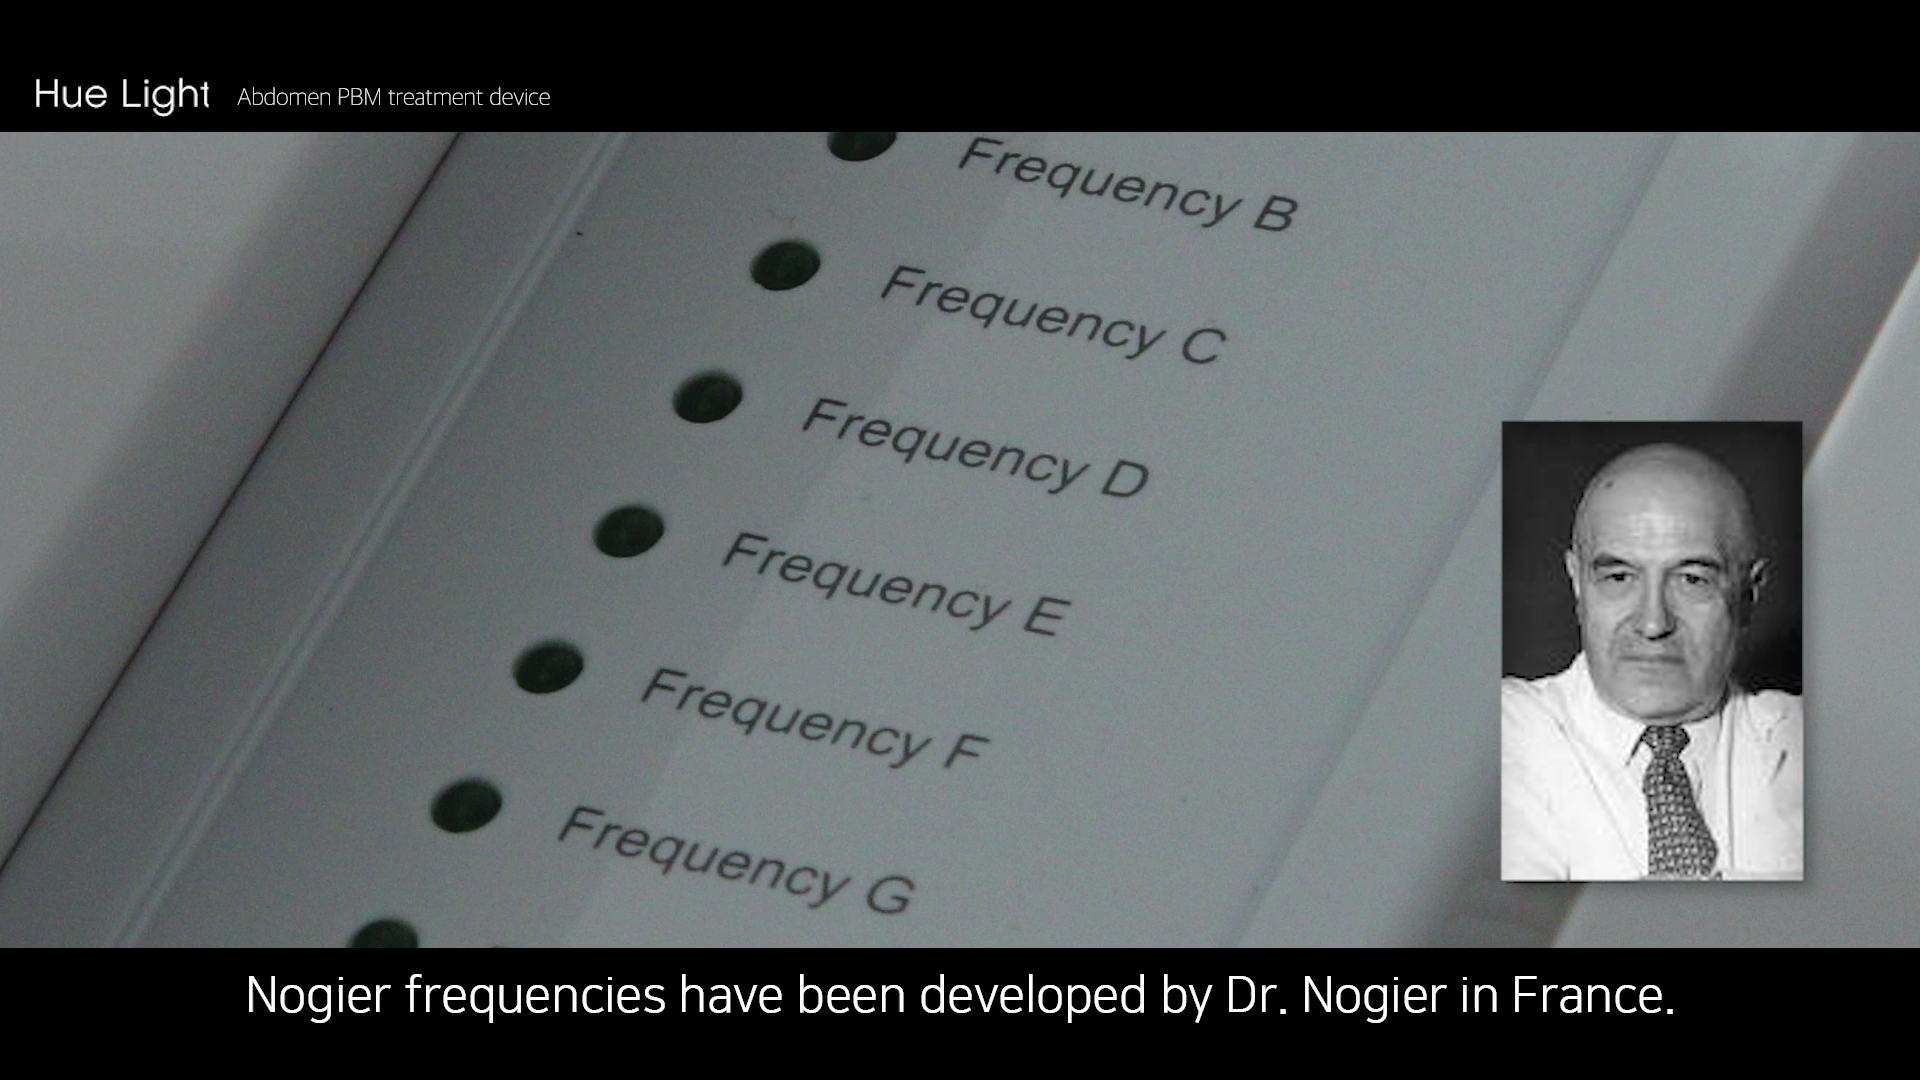 Hue Light Abdomen PBM treatment device
Frequency B
Frequency C
Frequency D
Frequency E
Frequency F
Frequency G
Nogier frequencies have been developed by Dr. Nogier in France.